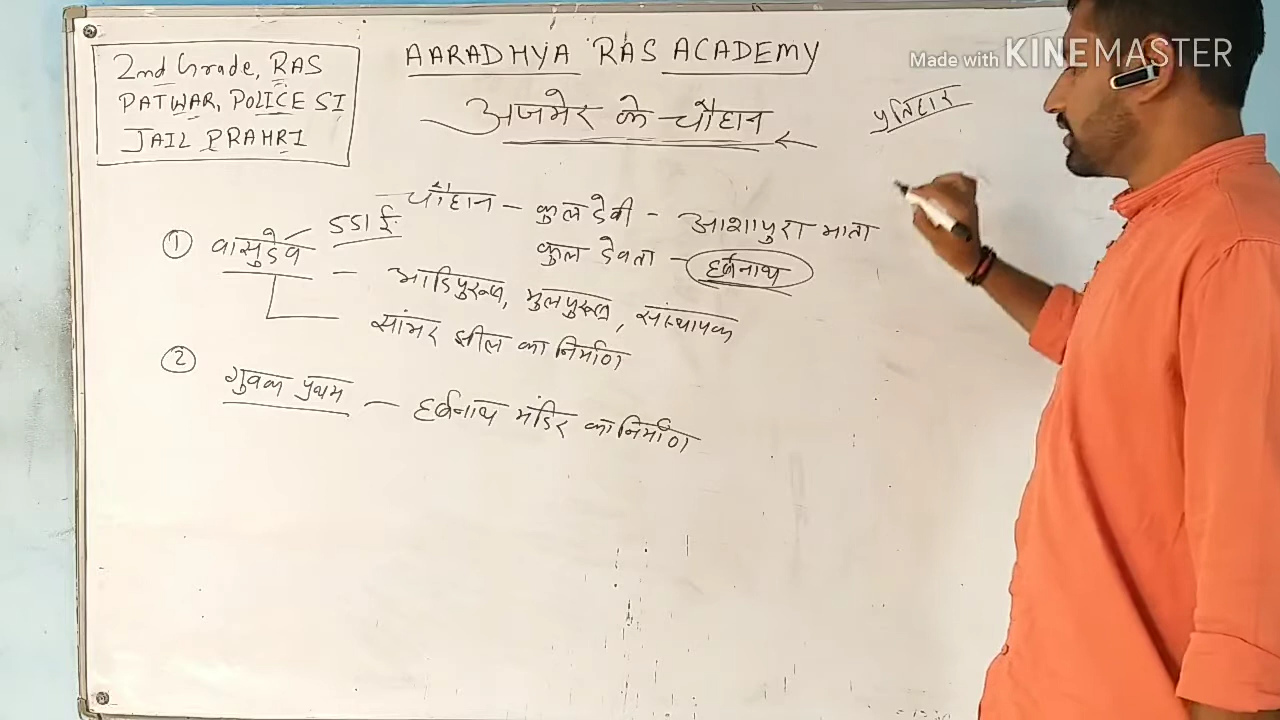 AARADHYA RAS ACADEMY
Made with KINEMASTER
2nd Grade, RAS
PATWAR, POLICE SI
JAIL PRAHRI
अजमेर के चौहान
प्रतिहार
चौहान - कुल देवी - आशापुरा माता
कुल देवता - हर्षनाथ
① वासुदेव 551 ई.
- आदिपुरुष, मुलपुरुष, संस्थापक
सांभर झील का निर्माण
② गुवक प्रथम - हर्षनाथ मंदिर का निर्माण